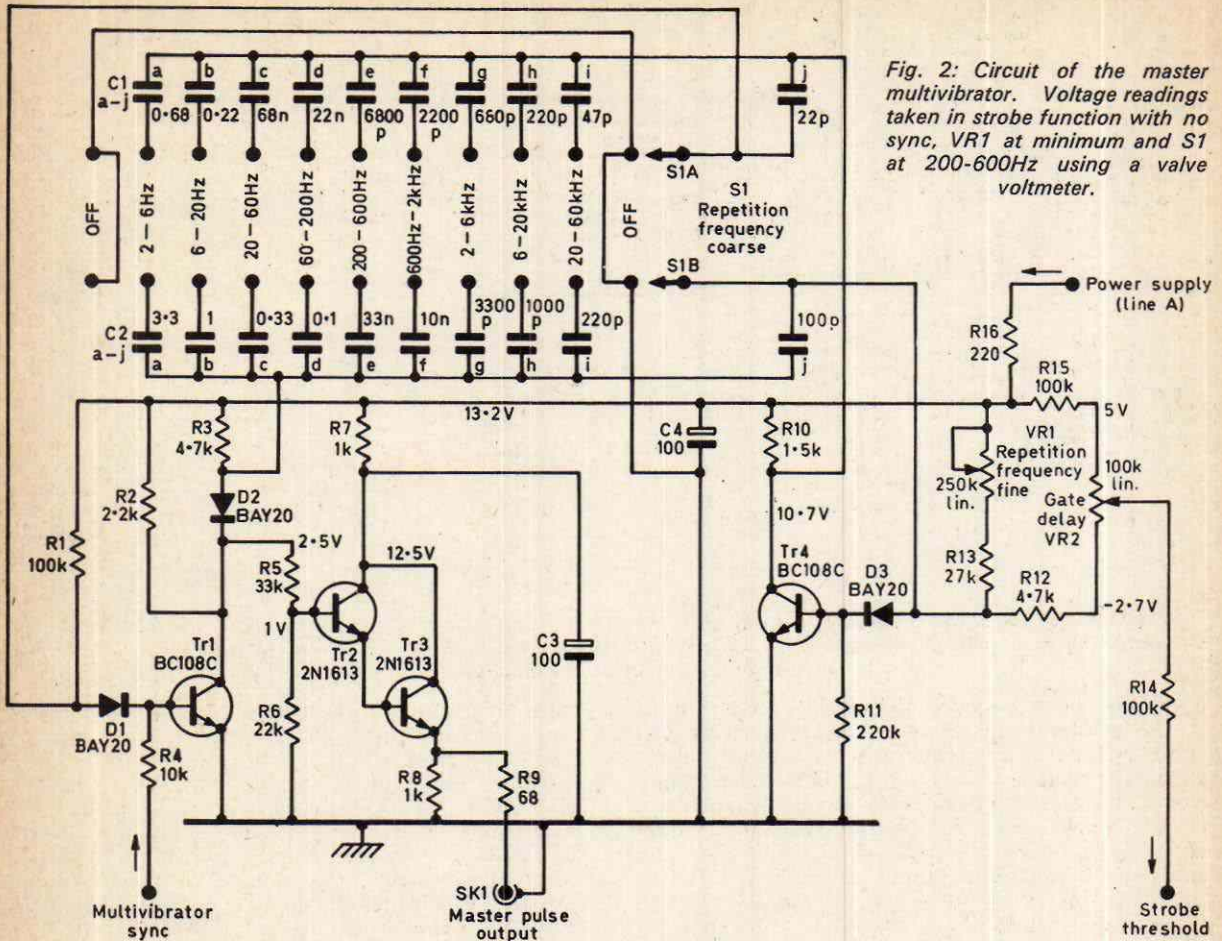 Fig. 2: Circuit of the master
multivibrator. Voltage readings
taken in strobe function with no
sync, VR1 at minimum and S1
at 200-600Hz using a valve
voltmeter.
C1
a-j
a
b
c
d
e
f
g
h
i
j
0·68
0·22
68n
22n
6800
p
2200
p
660p
220p
47p
22p
OFF
2-6Hz
6-20Hz
20-60Hz
60-200Hz
200-600Hz
600Hz-2kHz
2-6kHz
6-20kHz
20-60kHz
OFF
S1A
S1
Repetition
frequency
coarse
S1B
C2
a-j
3·3
1
0·33
0·1
33n
10n
3300
p
1000
p
220p
100p
a
b
c
d
e
f
g
h
i
j
Power supply
(line A)
R16
220
R15
100k
5V
13·2V
R3
4·7k
R7
1k
C4
100
R10
1·5k
VR1
Repetition
frequency
fine
250k
lin.
100k
lin.
Gate
delay
VR2
R2
2·2k
D2
BAY20
R1
100k
2·5V
R5
33k
12·5V
10·7V
Tr4
BC108C
D3
BAY20
R13
27k
R12
4·7k
-2·7V
1V
Tr1
BC108C
Tr2
2N1613
Tr3
2N1613
C3
100
R14
100k
D1
BAY20
R4
10k
R6
22k
R8
1k
R9
68
R11
220k
SK1
Multivibrator
sync
Master pulse
output
Strobe
threshold